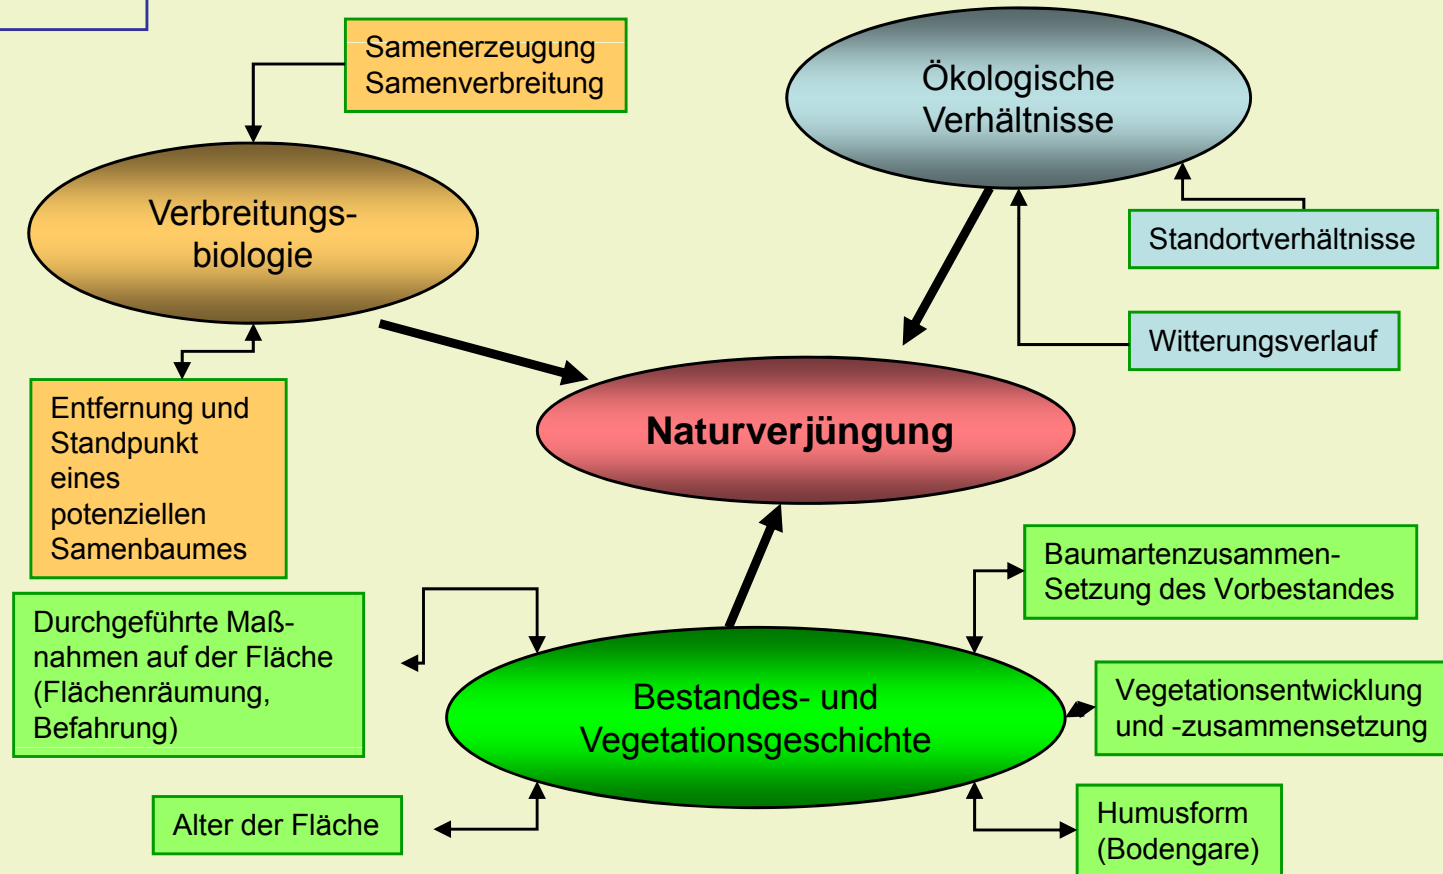 Samenerzeugung
Samenverbreitung
Ökologische
Verhältnisse
Verbreitungs-
biologie
Standortverhältnisse
Witterungsverlauf
Entfernung und
Standpunkt
eines
potenziellen
Samenbaumes
Naturverjüngung
Baumartenzusammen-
Setzung des Vorbestandes
Durchgeführte Maß-
nahmen auf der Fläche
(Flächenräumung,
Befahrung)
Bestandes- und
Vegetationsgeschichte
Vegetationsentwicklung
und -zusammensetzung
Alter der Fläche
Humusform
(Bodengare)